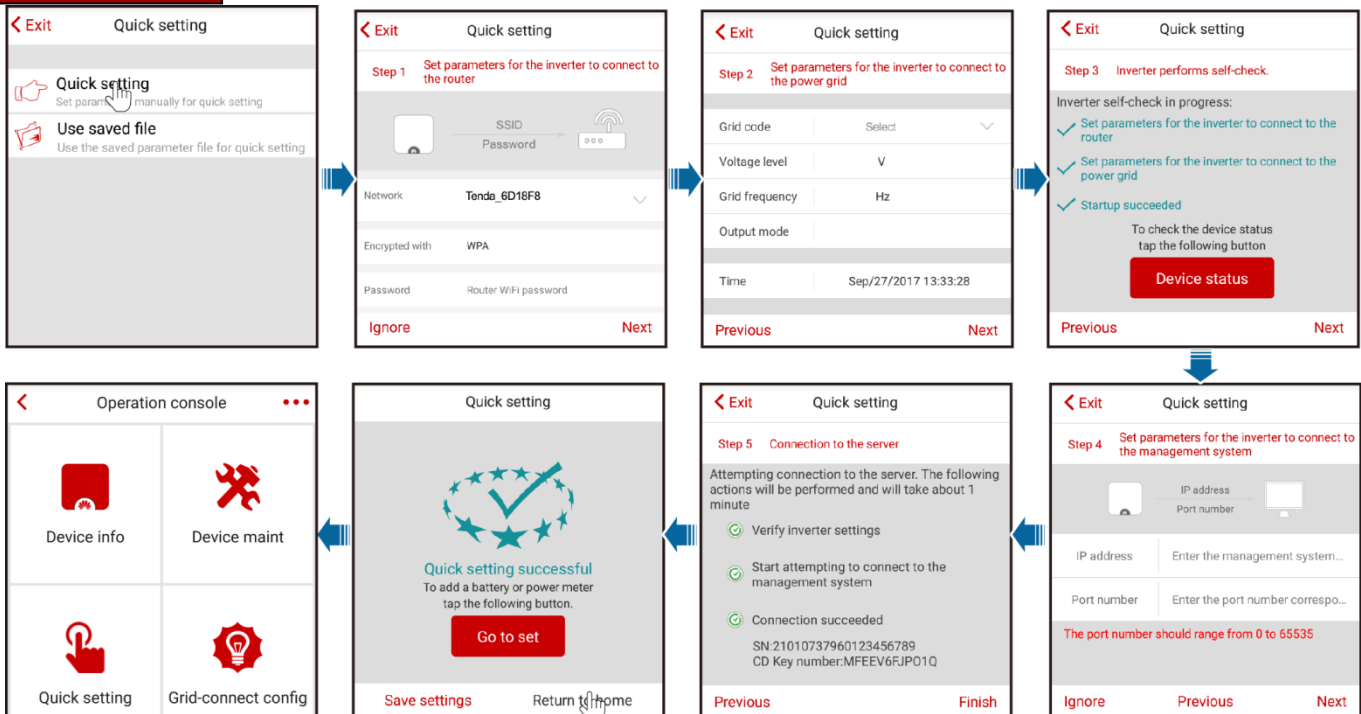 Exit
Quick setting
Quick setting
Set parameters manually for quick setting
Use saved file
Use the saved parameter file for quick setting
Exit
Quick setting
Step 1
Set parameters for the inverter to connect to
the router
SSID
Password
Network
Tenda_6D18F8
Encrypted with
WPA
Password
Router WiFi password
Ignore
Next
Exit
Quick setting
Step 2
Set parameters for the inverter to connect to
the power grid
Grid code
Select
Voltage level
V
Grid frequency
Hz
Output mode
Time
Sep/27/2017 13:33:28
Previous
Next
Exit
Quick setting
Step 3
Inverter performs self-check.
Inverter self-check in progress:
Set parameters for the inverter to connect to the
router
Set parameters for the inverter to connect to the
power grid
Startup succeeded
To check the device status
tap the following button
Device status
Previous
Next
Exit
Quick setting
Step 4
Set parameters for the inverter to connect to
the management system
IP address
Port number
IP address
Enter the management system...
Port number
Enter the port number correspo...
The port number should range from 0 to 65535
Ignore
Previous
Next
Exit
Quick setting
Step 5
Connection to the server
Attempting connection to the server. The following
actions will be performed and will take about 1
minute
Verify inverter settings
Start attempting to connect to the
management system
Connection succeeded
SN:21010737960123456789
CD Key number:MFEEV6FJPO1Q
Previous
Finish
Quick setting
Quick setting successful
To add a battery or power meter
tap the following button.
Go to set
Save settings
Return to home
Operation console
Device info
Device maint
Quick setting
Grid-connect config